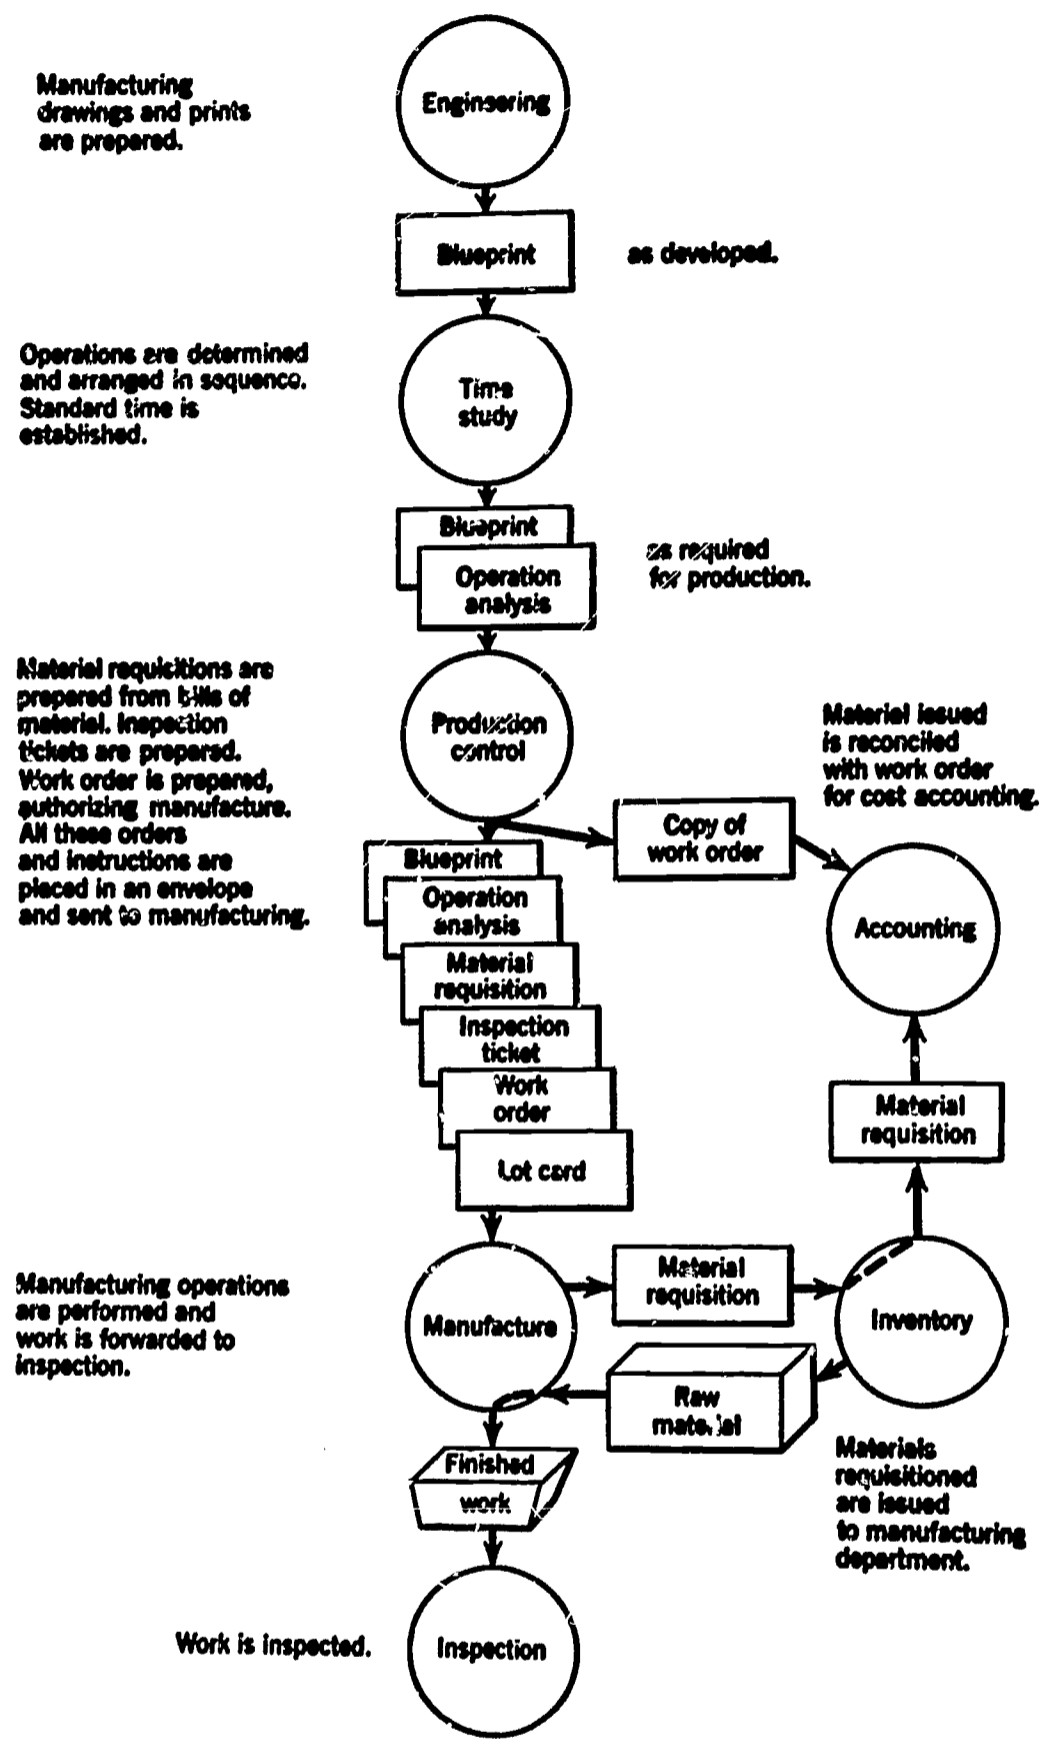 Manufacturing
drawings and prints
are prepared.
Engineering
Blueprint
as developed.
Operations are determined
and arranged in sequence.
Standard time is
established.
Time
study
Blueprint
Operation
analysis
as required
for production.
Material requisitions are
prepared from bills of
material. Inspection
tickets are prepared.
Work order is prepared,
authorizing manufacture.
All these orders
and instructions are
placed in an envelope
and sent to manufacturing.
Production
control
Copy of
work order
Material issued
is reconciled
with work order
for cost accounting.
Accounting
Blueprint
Operation
analysis
Material
requisition
Inspection
ticket
Work
order
Lot card
Material
requisition
Manufacturing operations
are performed and
work is forwarded to
inspection.
Manufacture
Material
requisition
Inventory
Raw
material
Materials
requisitioned
are issued
to manufacturing
department.
Finished
work
Work is inspected.
Inspection